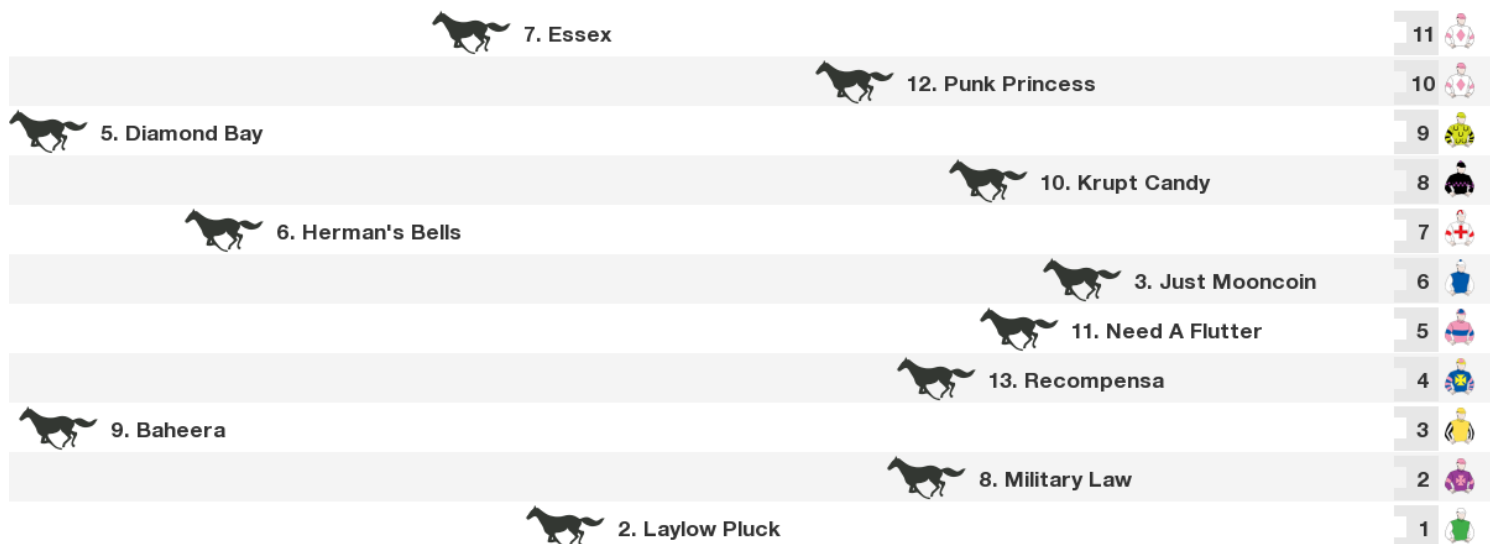 7. Essex 11
12. Punk Princess 10
5. Diamond Bay 9
10. Krupt Candy 8
6. Herman's Bells 7
3. Just Mooncoin 6
11. Need A Flutter 5
13. Recompensa 4
9. Baheera 3
8. Military Law 2
2. Laylow Pluck 1